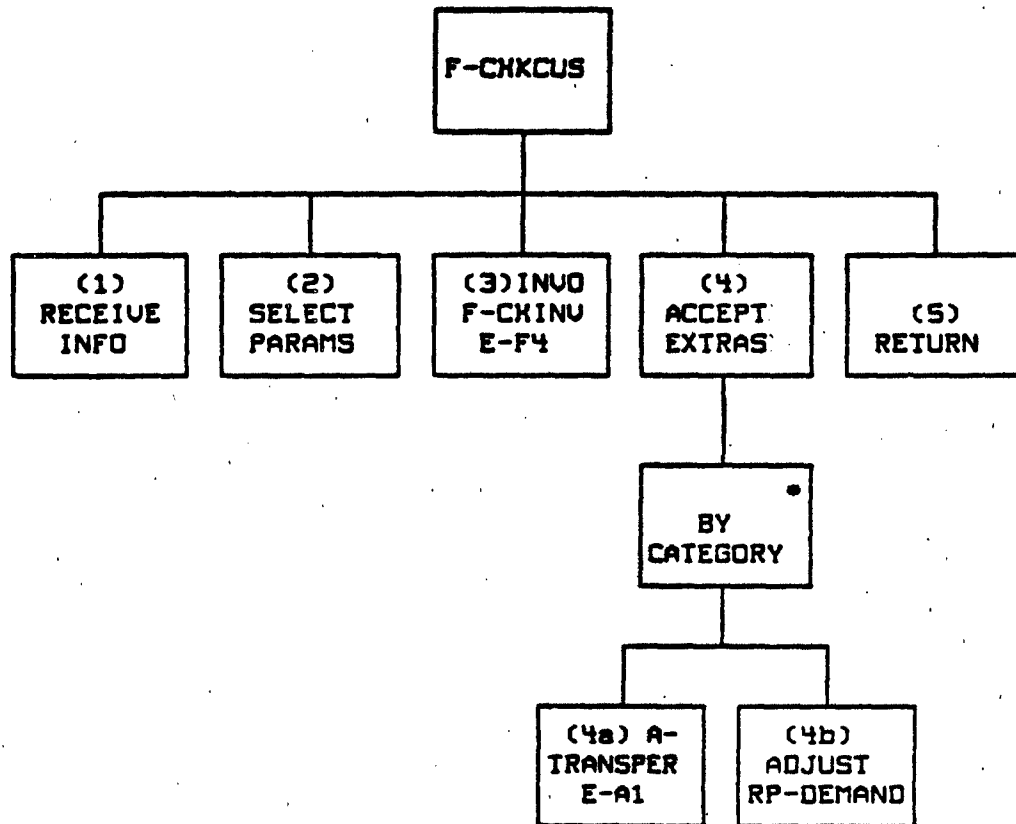 F-CHKCUS
(1)
RECEIVE
INFO
(2)
SELECT
PARAMS
(3)INVO
F-CHINV
E-F4
(4)
ACCEPT
EXTRAS
(5)
RETURN
*
BY
CATEGORY
(4a) A-
TRANSPER
E-A1
(4b)
ADJUST
RP-DEMAND